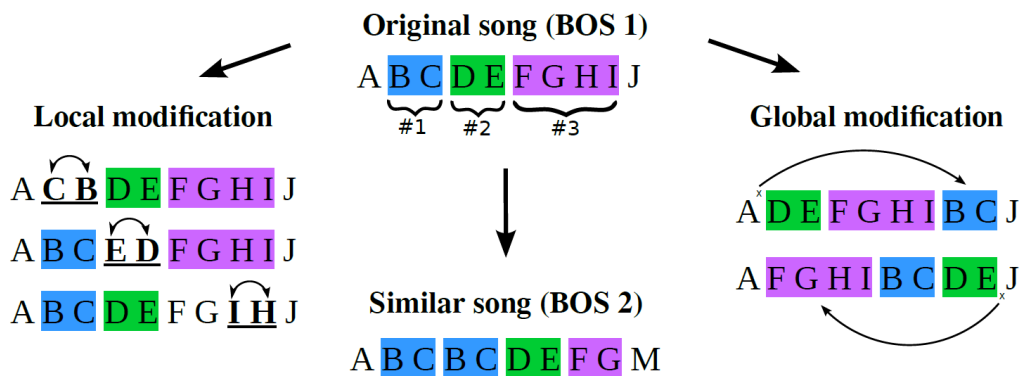 Original song (BOS 1)
A B C D E F G H I J
#1 #2 #3
Local modification
A C B D E F G H I J
A B C E D F G H I J
A B C D E F G I H J
Similar song (BOS 2)
A B C B C D E F G M
Global modification
x
A D E F G H I B C J
A F G H I B C D E J
x